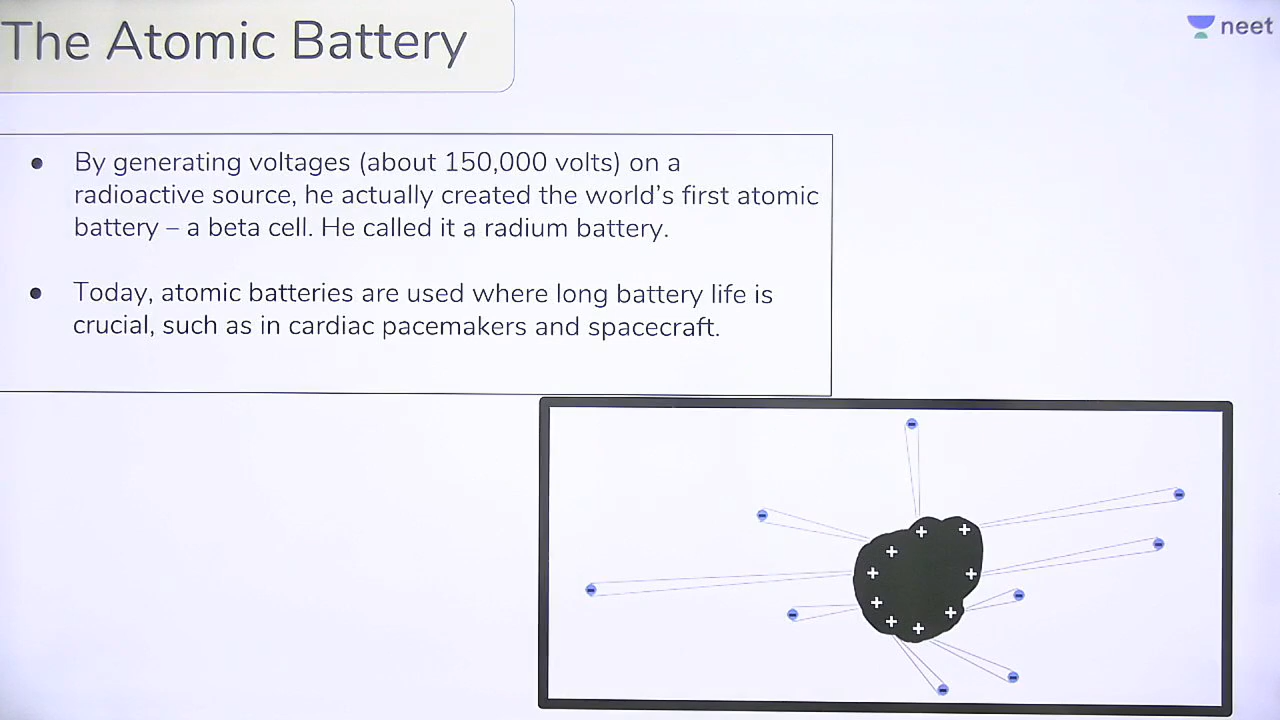 The Atomic Battery
neet
● By generating voltages (about 150,000 volts) on a
radioactive source, he actually created the world's first atomic
battery – a beta cell. He called it a radium battery.
● Today, atomic batteries are used where long battery life is
crucial, such as in cardiac pacemakers and spacecraft.